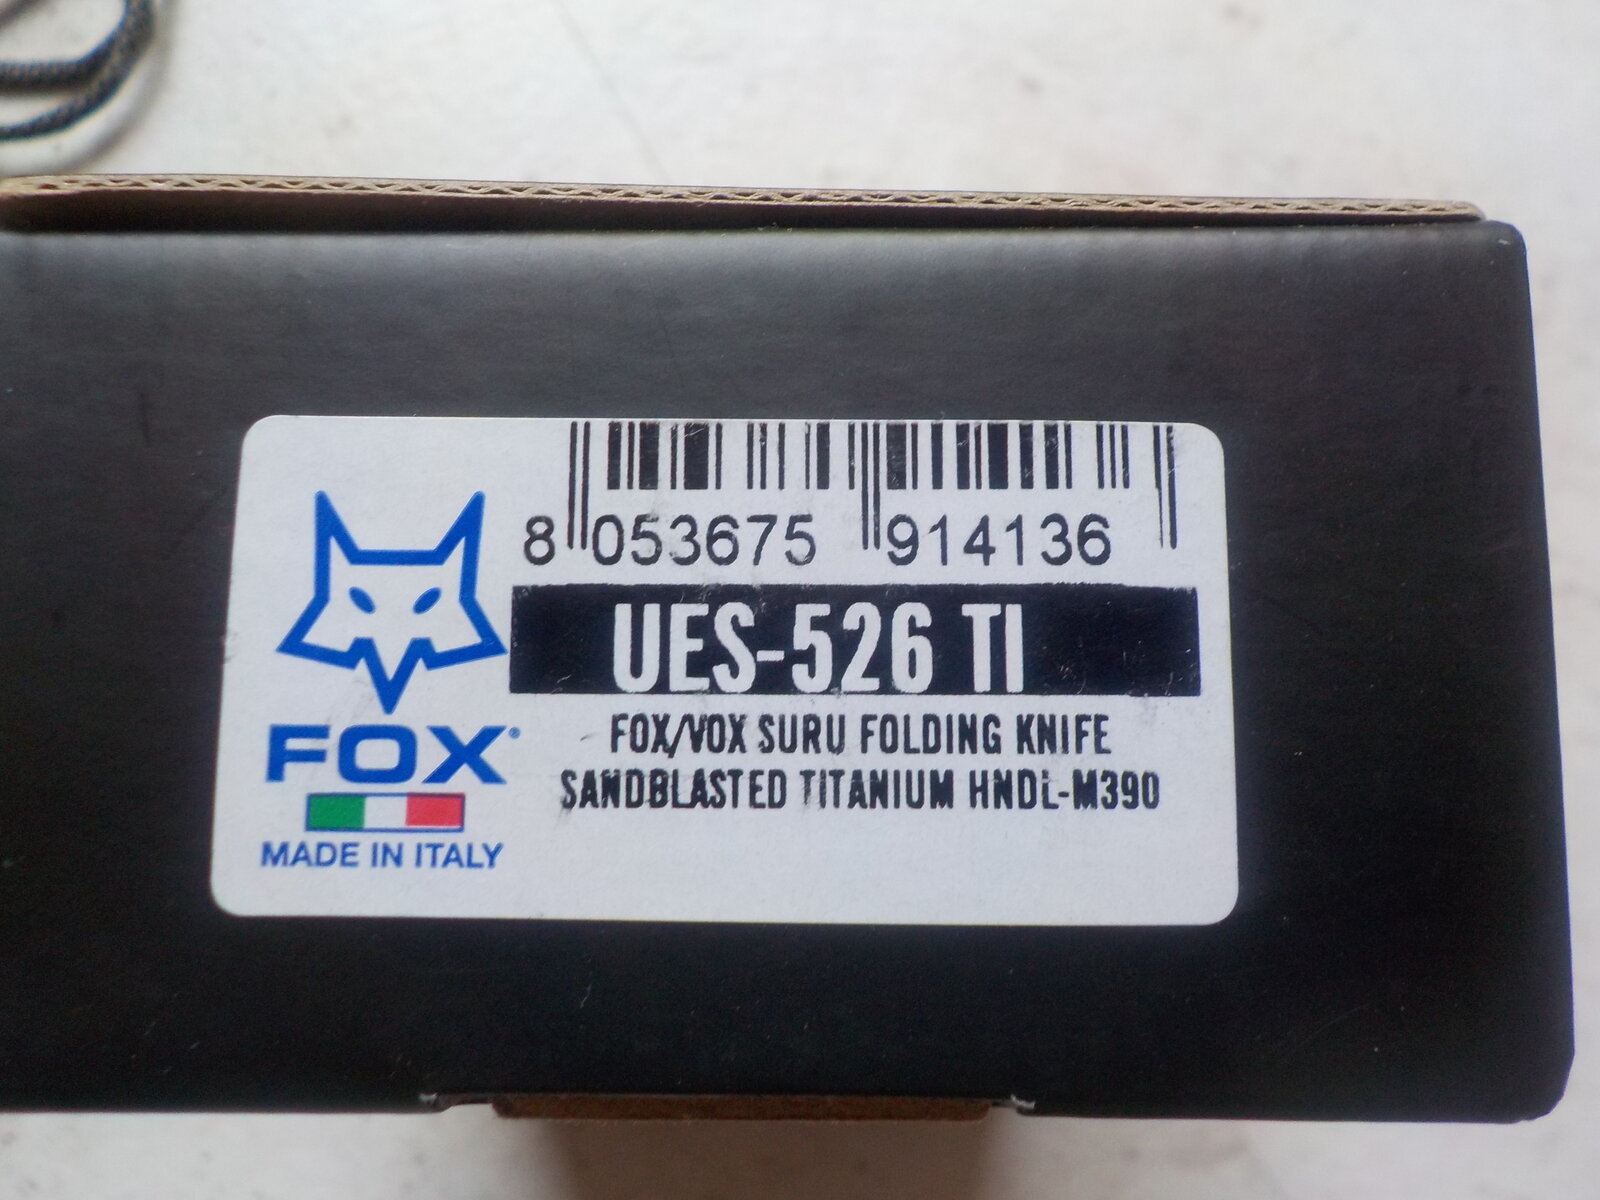 8 053675 914136
UES-526 TI
FOX/VOX SURU FOLDING KNIFE
SANDBLASTED TITANIUM HNDL-M390
FOX®
MADE IN ITALY